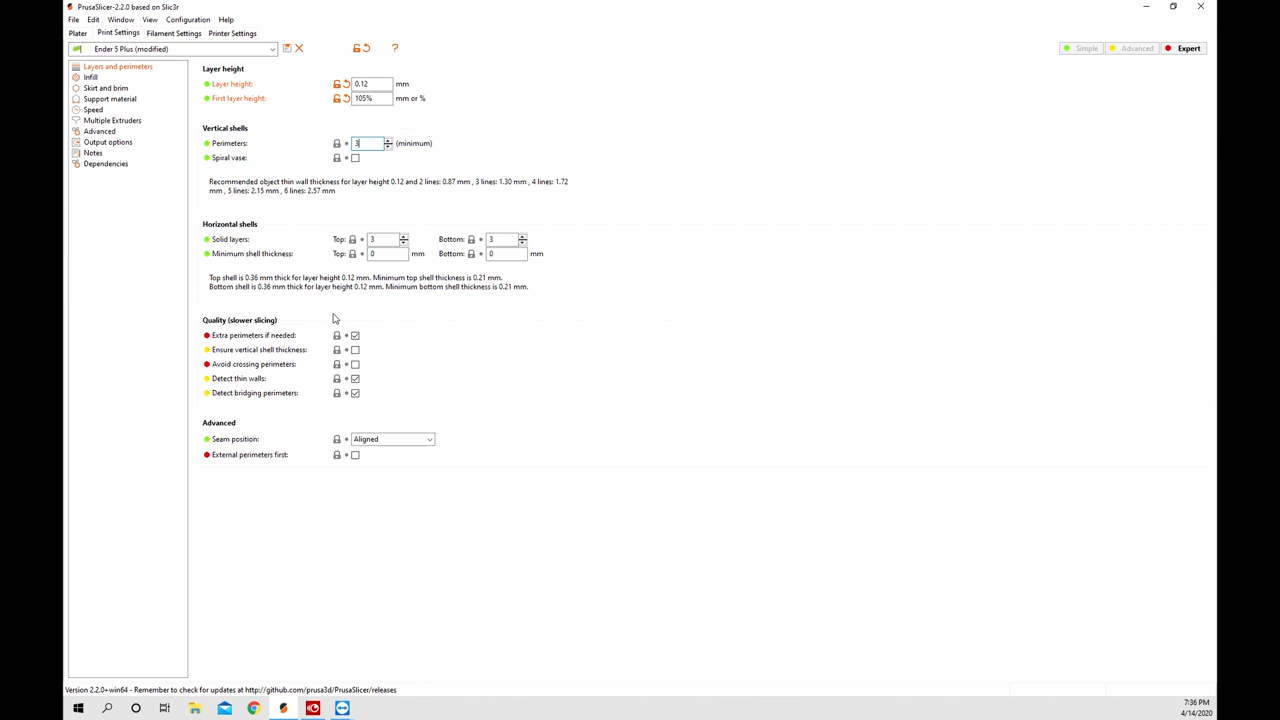 PrusaSlicer-2.2.0 based on Slic3r
File Edit Window View Configuration Help
Plater Print Settings Filament Settings Printer Settings
Ender 5 Plus (modified) ? Simple Advanced Expert
Layers and perimeters
Infill
Skirt and brim
Support material
Speed
Multiple Extruders
Advanced
Output options
Notes
Dependencies
Layer height
Layer height: 0.12 mm
First layer height: 105% mm or %
Vertical shells
Perimeters: 3 (minimum)
Spiral vase:
Recommended object thin wall thickness for layer height 0.12 and 2 lines: 0.87 mm , 3 lines: 1.30 mm , 4 lines: 1.72
mm , 5 lines: 2.15 mm , 6 lines: 2.57 mm
Horizontal shells
Solid layers: Top: 3 Bottom: 3
Minimum shell thickness: Top: 0 mm Bottom: 0 mm
Top shell is 0.36 mm thick for layer height 0.12 mm. Minimum top shell thickness is 0.21 mm.
Bottom shell is 0.36 mm thick for layer height 0.12 mm. Minimum bottom shell thickness is 0.21 mm.
Quality (slower slicing)
Extra perimeters if needed:
Ensure vertical shell thickness:
Avoid crossing perimeters:
Detect thin walls:
Detect bridging perimeters:
Advanced
Seam position: Aligned
External perimeters first:
Version 2.2.0+win64 - Remember to check for updates at http://github.com/prusa3d/PrusaSlicer/releases
7:36 PM
4/14/2020